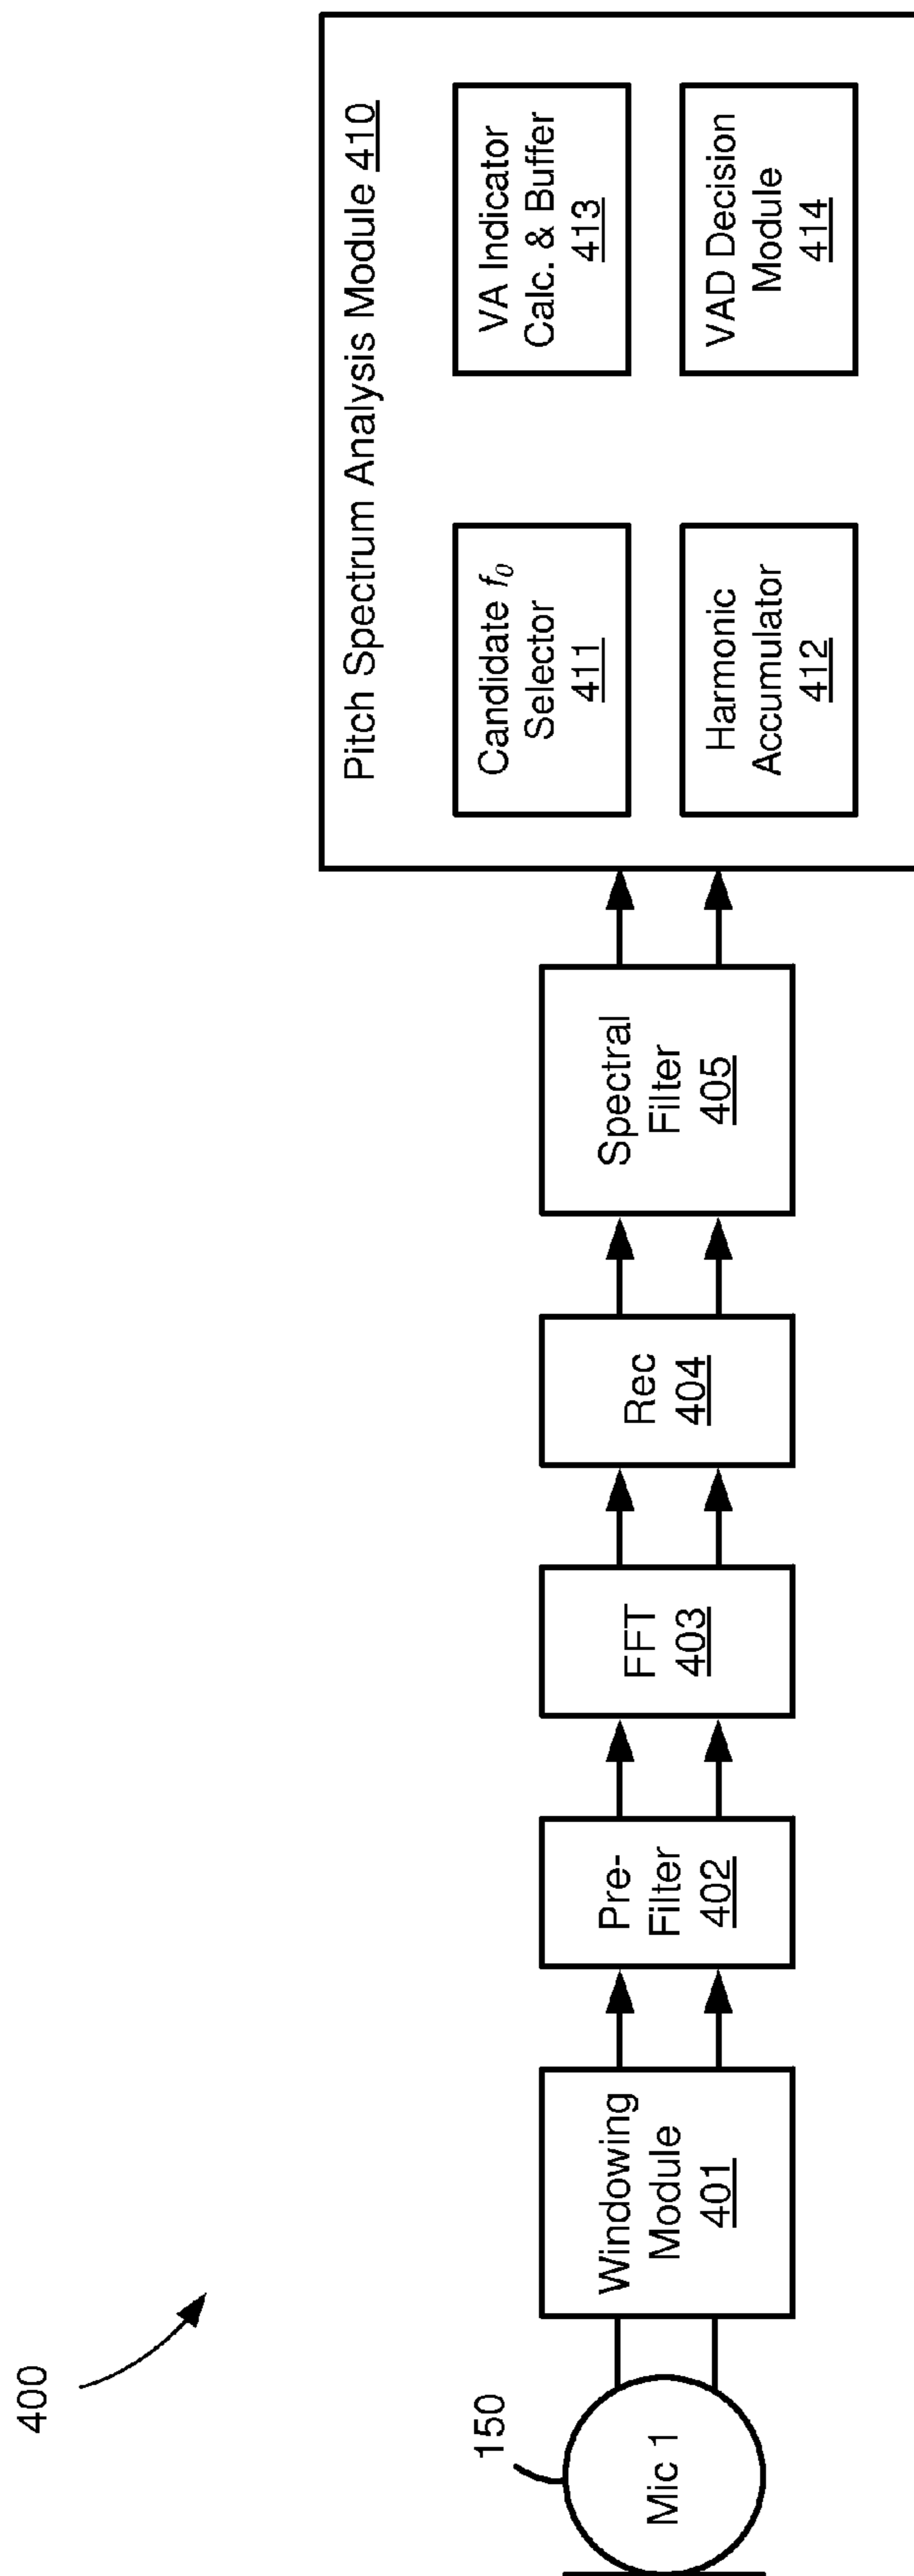 400
150
Mic 1
Windowing
Module
401
Pre-
Filter
402
FFT
403
Rec
404
Spectral
Filter
405
Pitch Spectrum Analysis Module 410
Candidate f0
Selector
411
Harmonic
Accumulator
412
VA Indicator
Calc. & Buffer
413
VAD Decision
Module
414